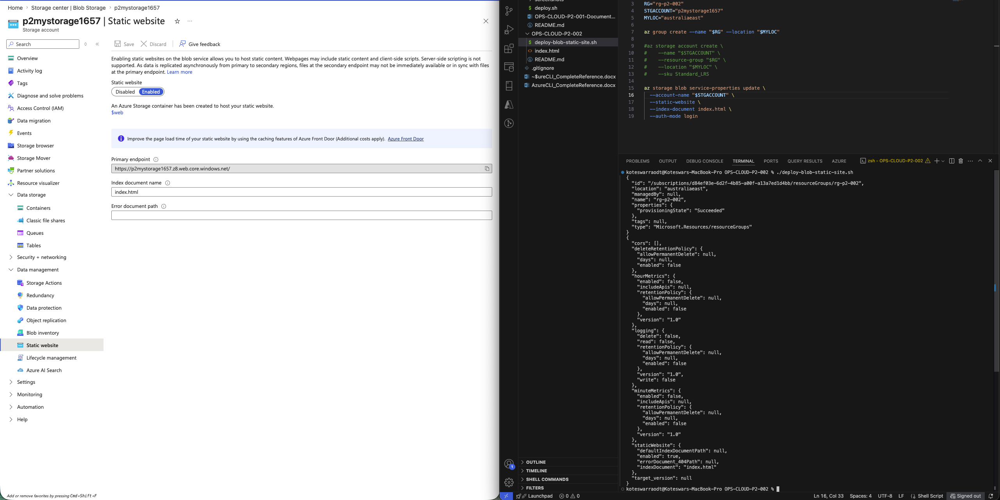 Home > Storage center | Blob Storage > p2mystorage1657
p2mystorage1657 | Static website
Storage account
Search
Overview
Activity log
Tags
Diagnose and solve problems
Access Control (IAM)
Data migration
Events
Storage browser
Storage Mover
Partner solutions
Resource visualizer
Data storage
Containers
Classic file shares
Queues
Tables
Security + networking
Data management
Storage Actions
Redundancy
Data protection
Object replication
Blob inventory
Static website
Lifecycle management
Azure AI Search
Settings
Monitoring
Automation
Help
Add or remove favorites by pressing Cmd+Shift+F
Save Discard Give feedback
Enabling static websites on the blob service allows you to host static content. Webpages may include static content and client-side scripts. Server-side scripting is not
supported. As data is replicated asynchronously from primary to secondary regions, files at the secondary endpoint may not be immediately available or in sync with files
at the primary endpoint. Learn more
Static website
Disabled Enabled
An Azure Storage container has been created to host your static website.
$web
Improve the page load time of your static website by using the caching features of Azure Front Door (Additional costs apply). Azure Front Door
Primary endpoint
https://p2mystorage1657.z8.web.core.windows.net/
Index document name
index.html
Error document path
screenshots
$ deploy.sh
OPS-CLOUD-P2-001-Document...
README.md
OPS-CLOUD-P2-002
$ deploy-blob-static-site.sh
<> index.html
README.md
.gitignore
~$ureCLI_CompleteReference.docx
AzureCLI_CompleteReference.docx
OUTLINE
TIMELINE
SHELL COMMANDS
FILTERS
1
3 RG="rg-p2-002"
4 STGACCOUNT="p2mystorage1657"
5 MYLOC="australiaeast"
6
7 az group create --name "$RG" --location "$MYLOC"
8
9 #az storage account create \
10 #    --name "$STGACCOUNT" \
11 #    --resource-group "$RG" \
12 #    --location "$MYLOC" \
13 #    --sku Standard_LRS
14
15 az storage blob service-properties update \
16   --account-name "$STGACCOUNT" \
17   --static-website \
18   --index-document index.html \
19   --auth-mode login
PROBLEMS OUTPUT DEBUG CONSOLE TERMINAL PORTS QUERY RESULTS AZURE zsh - OPS-CLOUD-P2-002
koteswarraodt@Koteswars-MacBook-Pro OPS-CLOUD-P2-002 % ./deploy-blob-static-site.sh
{
  "id": "/subscriptions/d84ef03e-6d2f-4b85-a00f-a13a7ed1d4bb/resourceGroups/rg-p2-002",
  "location": "australiaeast",
  "managedBy": null,
  "name": "rg-p2-002",
  "properties": {
    "provisioningState": "Succeeded"
  },
  "tags": null,
  "type": "Microsoft.Resources/resourceGroups"
}
{
  "cors": [],
  "deleteRetentionPolicy": {
    "allowPermanentDelete": null,
    "days": null,
    "enabled": false
  },
  "hourMetrics": {
    "enabled": false,
    "includeApis": null,
    "retentionPolicy": {
      "allowPermanentDelete": null,
      "days": null,
      "enabled": false
    },
    "version": "1.0"
  },
  "logging": {
    "delete": false,
    "read": false,
    "retentionPolicy": {
      "allowPermanentDelete": null,
      "days": null,
      "enabled": false
    },
    "version": "1.0",
    "write": false
  },
  "minuteMetrics": {
    "enabled": false,
    "includeApis": null,
    "retentionPolicy": {
      "allowPermanentDelete": null,
      "days": null,
      "enabled": false
    },
    "version": "1.0"
  },
  "staticWebsite": {
    "defaultIndexDocumentPath": null,
    "enabled": true,
    "errorDocument_404Path": null,
    "indexDocument": "index.html"
  },
  "target_version": null
}
koteswarraodt@Koteswars-MacBook-Pro OPS-CLOUD-P2-002 %
Launchpad 0 0 Ln 16, Col 33 Spaces: 4 UTF-8 LF {} Shell Script Signed out